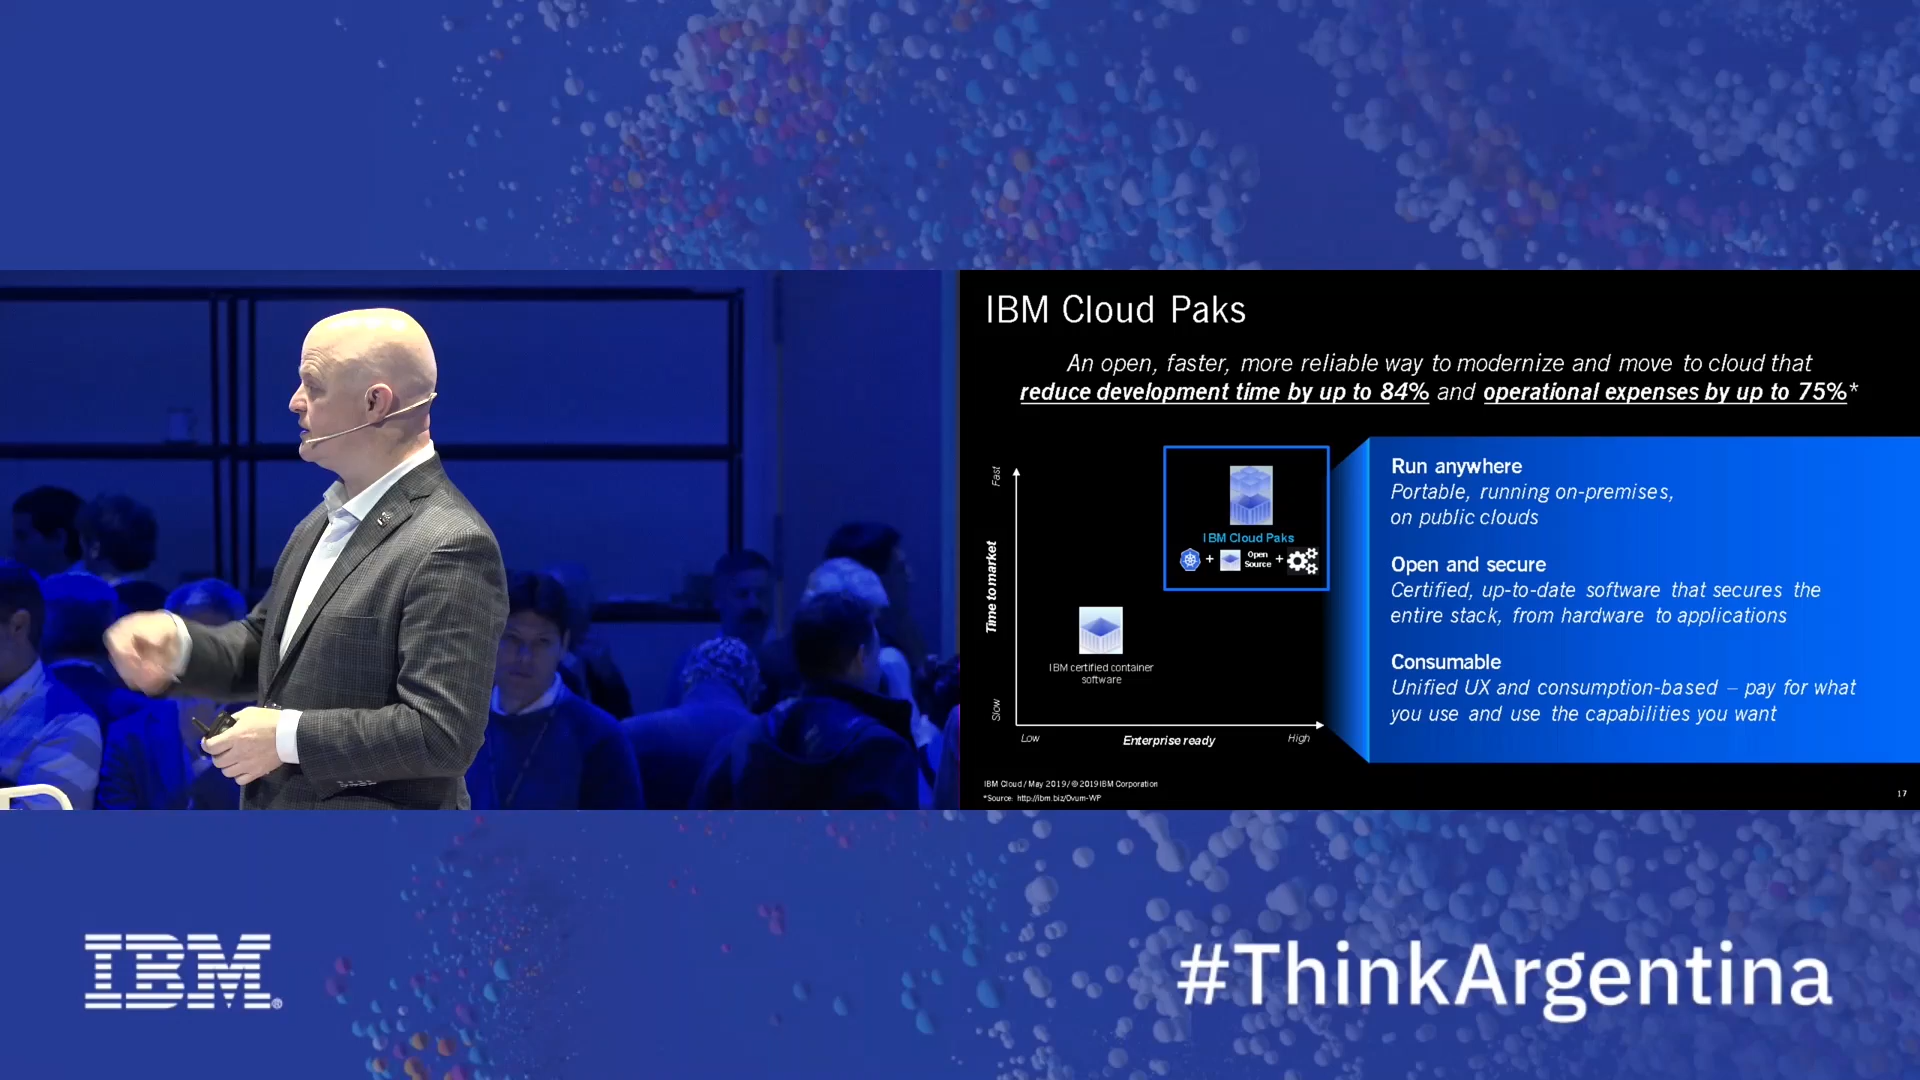 IBM Cloud Paks
An open, faster, more reliable way to modernize and move to cloud that
reduce development time by up to 84% and operational expenses by up to 75%*
Fast
Time to market
Slow
IBM Cloud Paks
+ Open Source +
IBM certified container
software
Low
Enterprise ready
High
Run anywhere
Portable, running on-premises,
on public clouds
Open and secure
Certified, up-to-date software that secures the
entire stack, from hardware to applications
Consumable
Unified UX and consumption-based – pay for what
you use and use the capabilities you want
IBM Cloud / May 2019 / © 2019 IBM Corporation
*Source: http://ibm.biz/Ovum-WP
17
IBM®
#ThinkArgentina